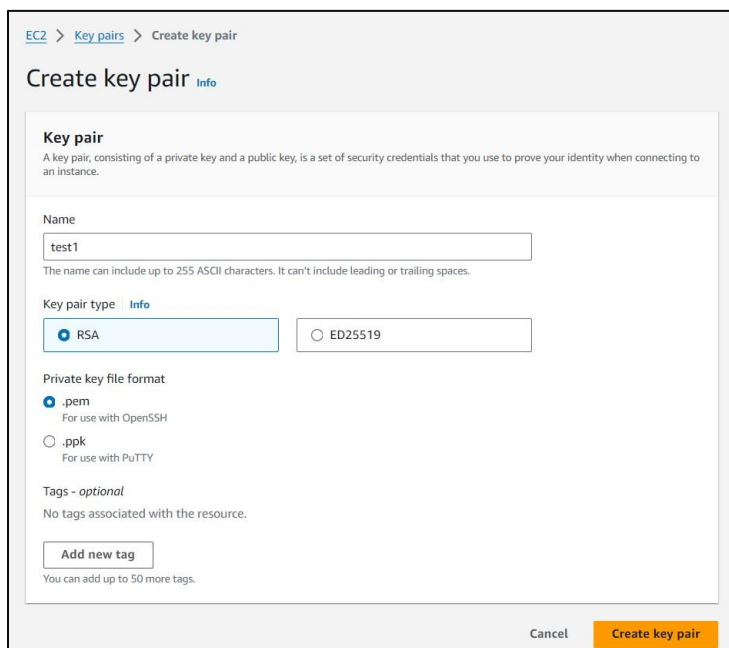 EC2 > Key pairs > Create key pair
Create key pair Info
Key pair
A key pair, consisting of a private key and a public key, is a set of security credentials that you use to prove your identity when connecting to
an instance.
Name
test1
The name can include up to 255 ASCII characters. It can't include leading or trailing spaces.
Key pair type Info
RSA ED25519
Private key file format
.pem
For use with OpenSSH
.ppk
For use with PuTTY
Tags - optional
No tags associated with the resource.
Add new tag
You can add up to 50 more tags.
Cancel Create key pair